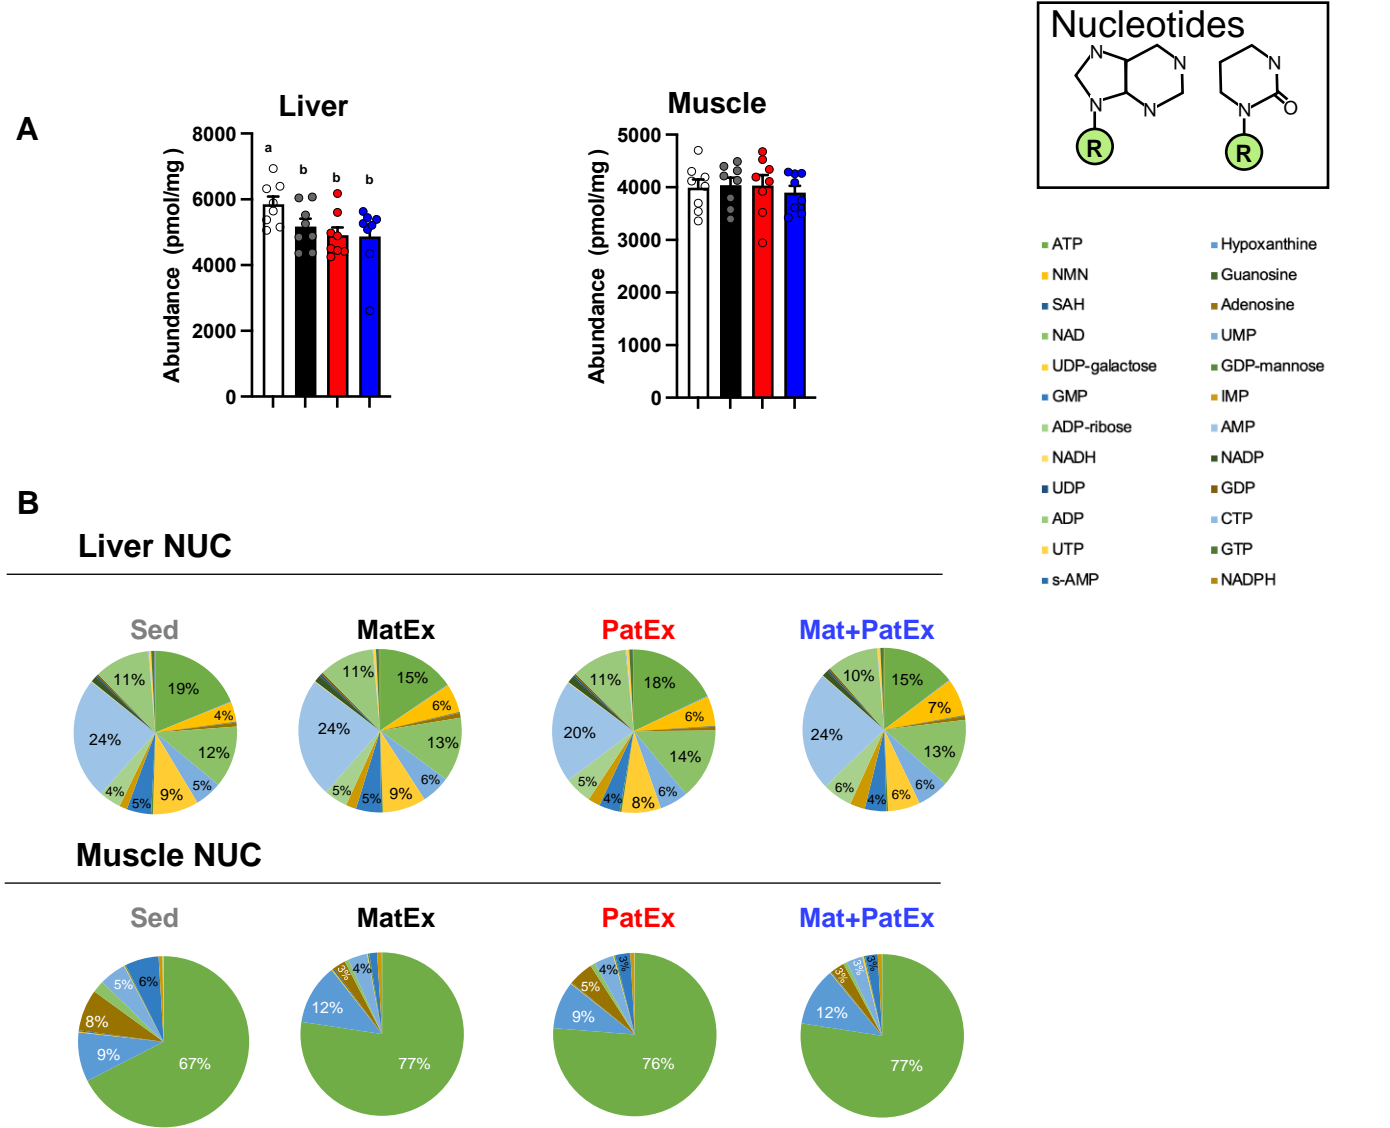 Nucleotides
N
N
N
N
N
N
O
R
R
A
Liver
Abundance (pmol/mg)
8000
6000
4000
2000
0
a
b
b
b
Muscle
Abundance (pmol/mg)
5000
4000
3000
2000
1000
0
ATP
Hypoxanthine
NMN
Guanosine
SAH
Adenosine
NAD
UMP
UDP-galactose
GDP-mannose
GMP
IMP
ADP-ribose
AMP
NADH
NADP
UDP
GDP
ADP
CTP
UTP
GTP
s-AMP
NADPH
B
Liver NUC
Sed
MatEx
PatEx
Mat+PatEx
19%
4%
12%
5%
9%
5%
4%
24%
11%
15%
6%
13%
6%
9%
5%
5%
24%
11%
18%
6%
14%
6%
8%
4%
5%
20%
11%
15%
7%
13%
6%
6%
4%
6%
24%
10%
Muscle NUC
Sed
MatEx
PatEx
Mat+PatEx
67%
9%
8%
5%
6%
77%
12%
3%
4%
76%
9%
5%
4%
3%
77%
12%
3%
3%
3%